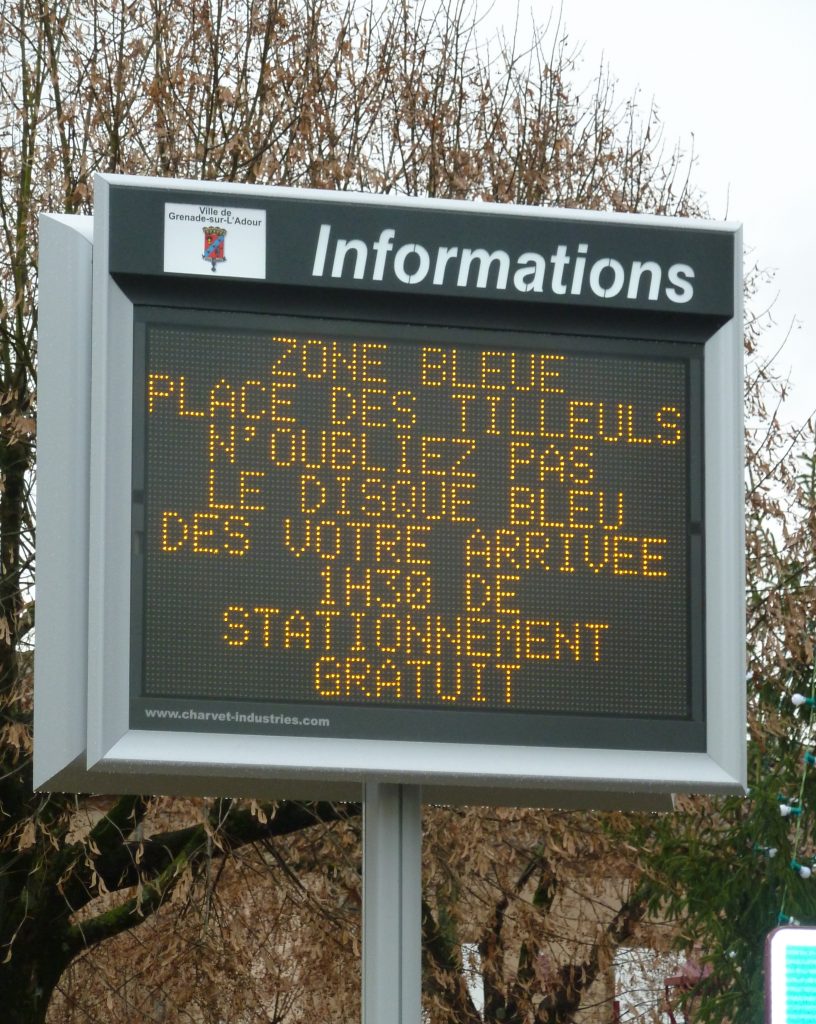 Ville de
Grenade-sur-L'Adour
Informations
ZONE BLEUE
PLACE DES TILLEULS
N'OUBLIEZ PAS
LE DISQUE BLEU
DES VOTRE ARRIVEE
1H30 DE
STATIONNEMENT
GRATUIT
www.charvet-industries.com